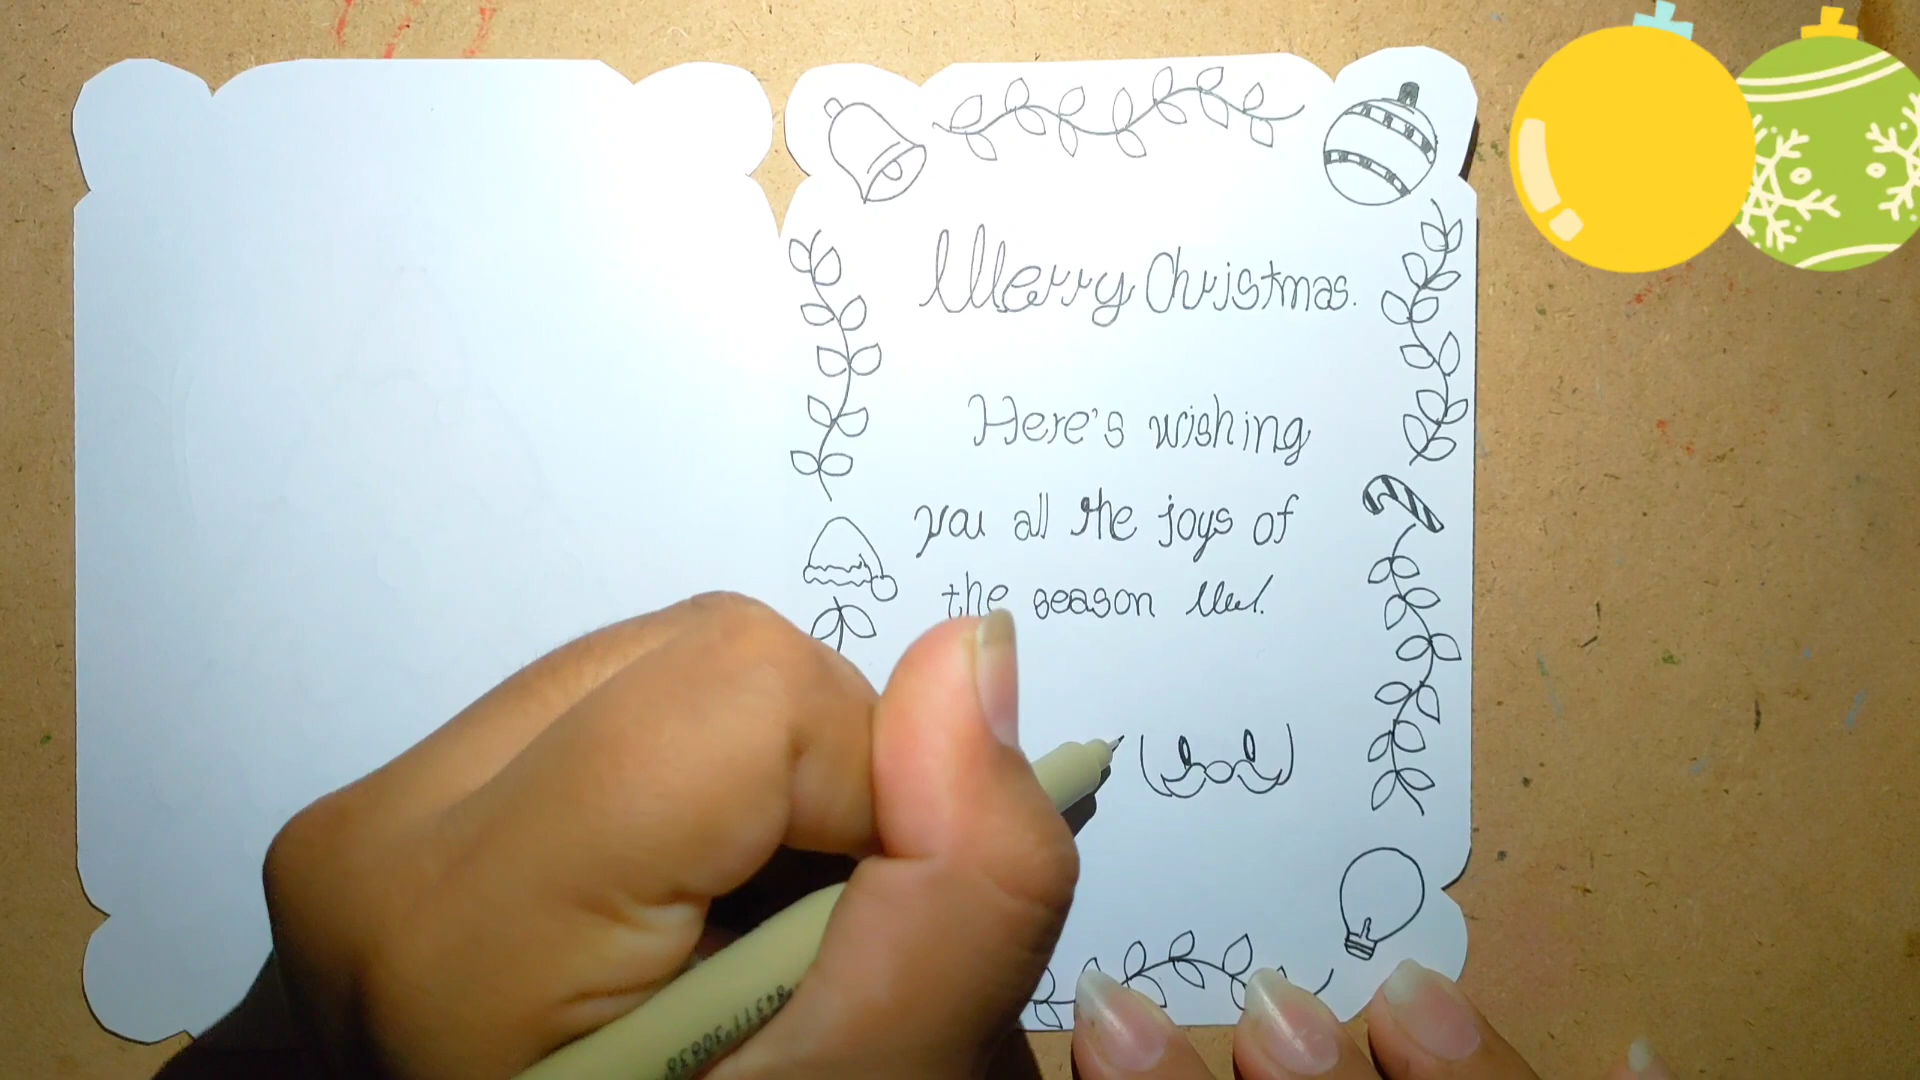 Merry Christmas.
Here's wishing
you all the joys of
the season